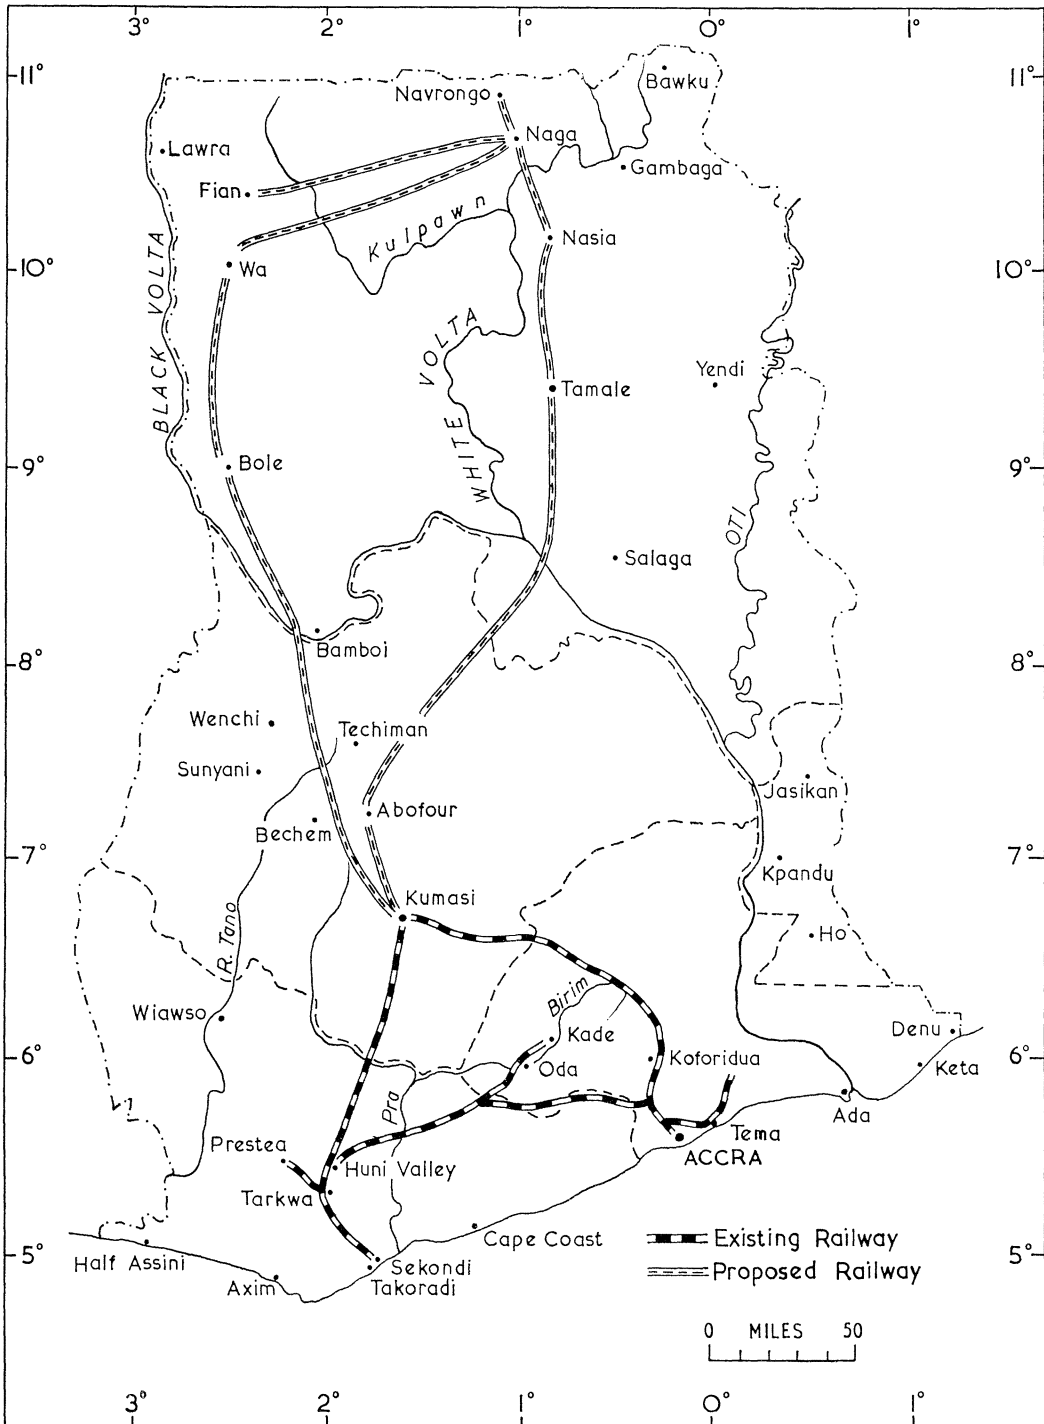 3° 2° 1° 0° 1°
11° 11°
Bawku
Navrongo
Naga
Lawra
Gambaga
Fian
Kulpawn
Nasia
BLACK VOLTA
10° Wa 10°
WHITE VOLTA
Yendi
Tamale
9° Bole 9°
OTI
Salaga
Bamboi
8° 8°
Wenchi
Techiman
Sunyani
Jasikan
Abofour
Bechem
7° 7°
Kpandu
Kumasi
R. Tano
Ho
Birim
Wiawso
Kade
Denu
6° Koforidua 6°
Oda
Keta
Pra
Ada
Tema
Prestea
ACCRA
Huni Valley
Tarkwa
Cape Coast
Existing Railway
5° 5°
Half Assini
Sekondi
Proposed Railway
Axim
Takoradi
0 MILES 50
3° 2° 1° 0° 1°